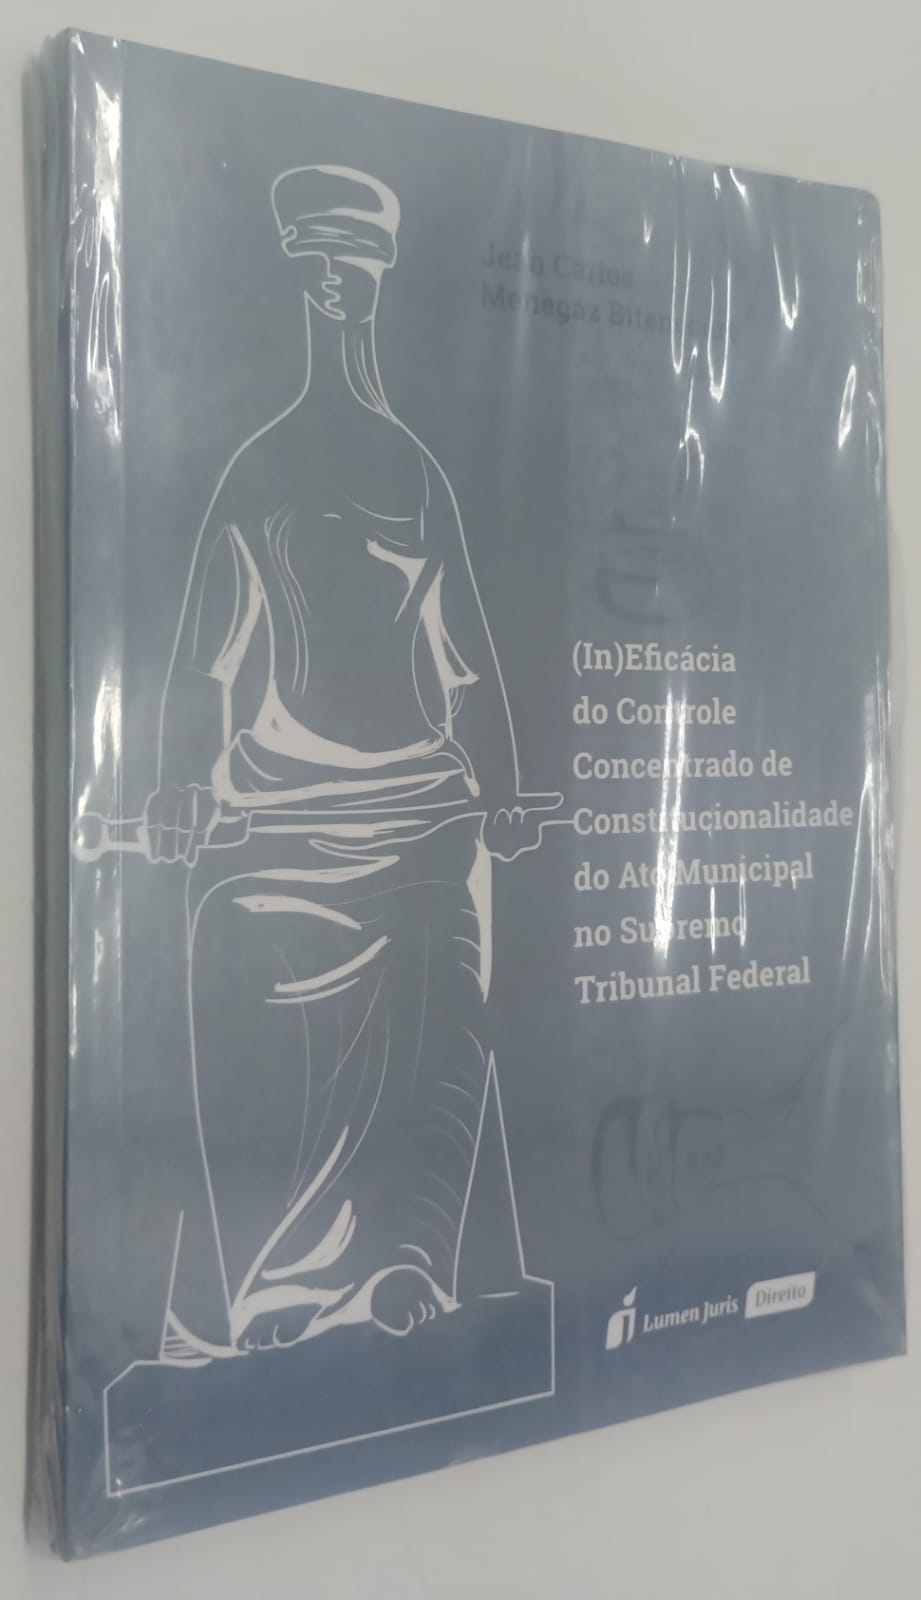 Jean Carlos
Menegaz Bitencourt
(In)Eficácia
do Controle
Concentrado de
Constitucionalidade
do Ato Municipal
no Supremo
Tribunal Federal
Lumen Juris Direito